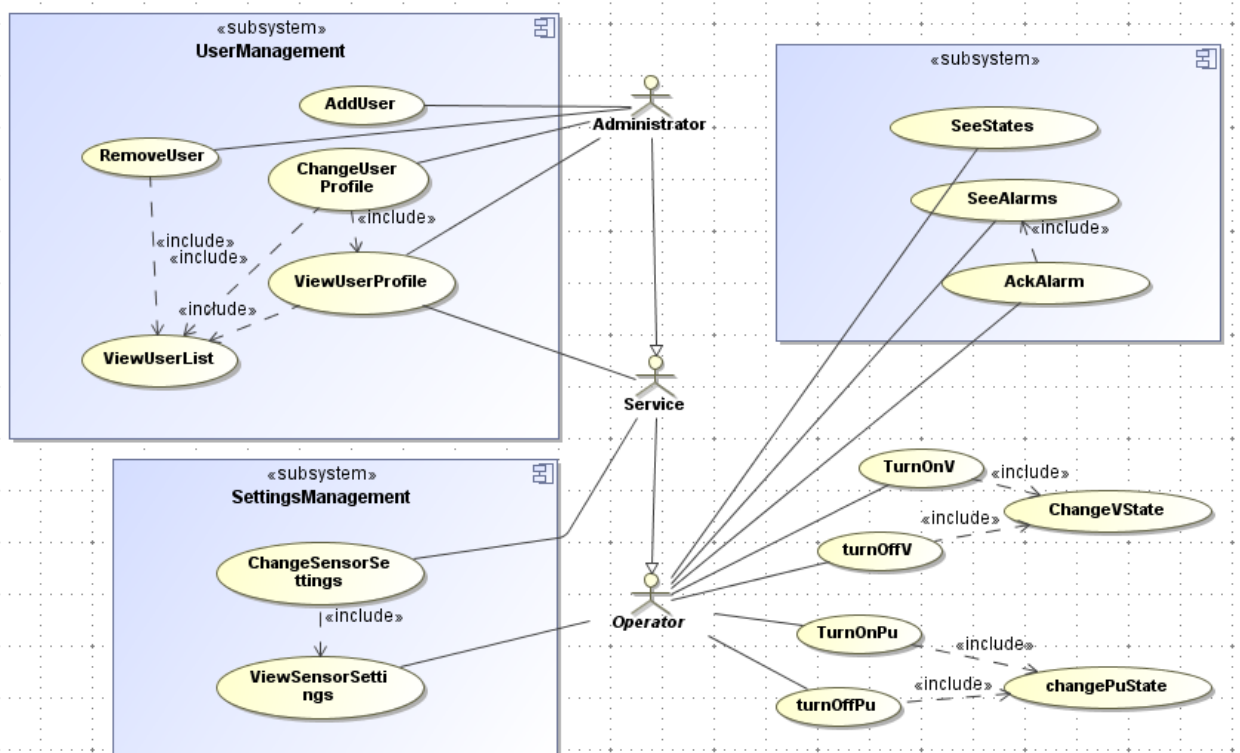 «subsystem»
UserManagement
AddUser
RemoveUser
ChangeUser
Profile
«include»
«include»
«include»
ViewUserProfile
«include»
ViewUserList
Administrator
Service
Operator
«subsystem»
SeeStates
SeeAlarms
«include»
AckAlarm
«subsystem»
SettingsManagement
ChangeSensorSe
ttings
«include»
ViewSensorSetti
ngs
TurnOnV
«include»
ChangeVState
«include»
turnOffV
TurnOnPu
«include»
changePuState
«include»
turnOffPu